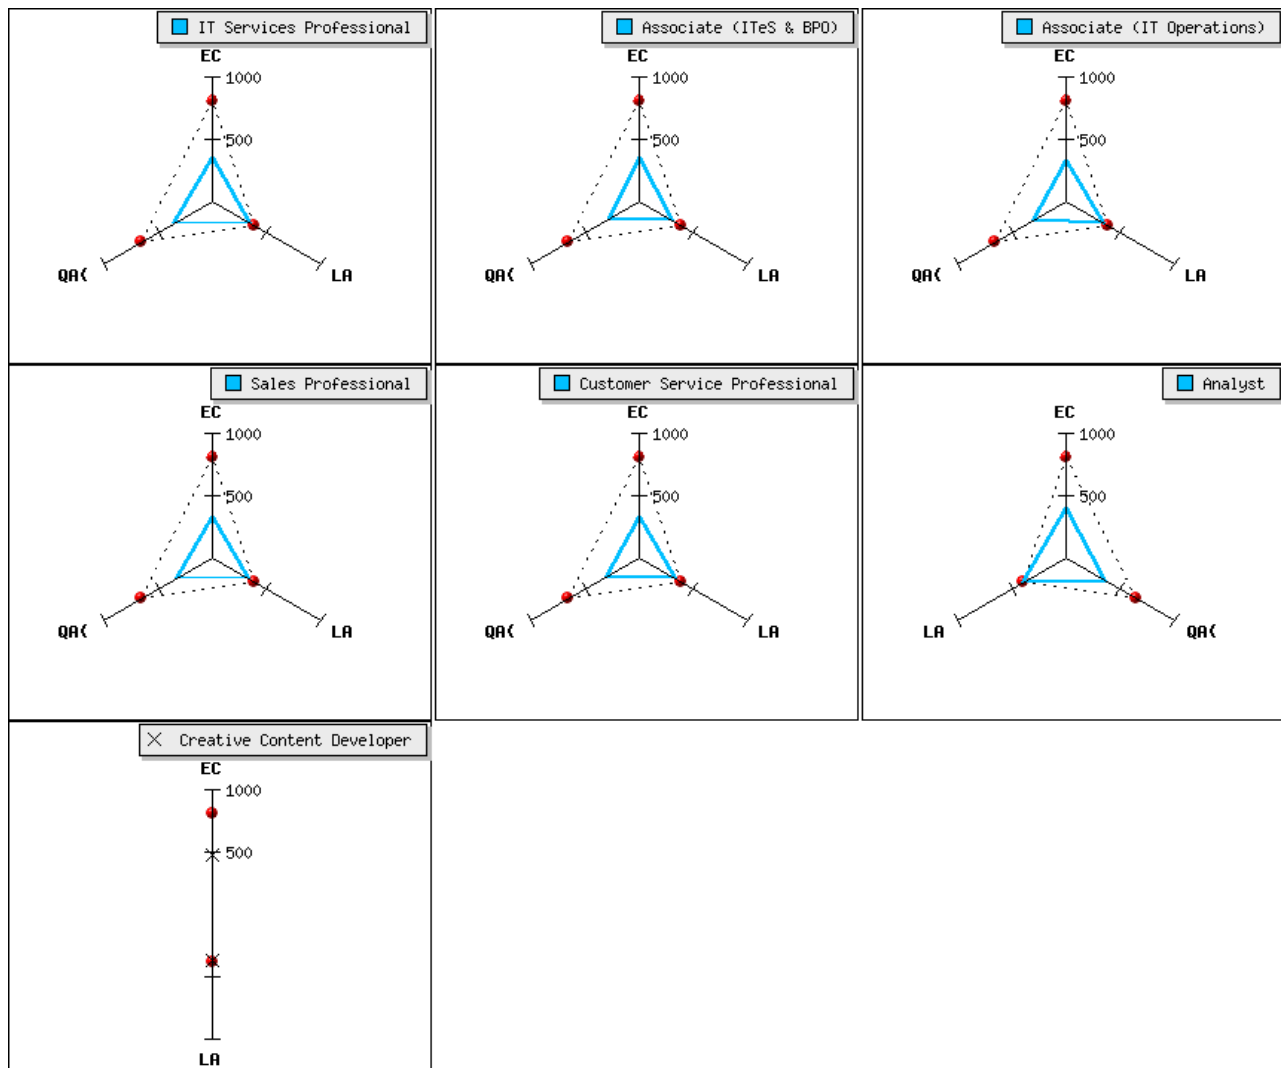 IT Services Professional
EC
1000
500
QA(
LA
Associate (ITeS & BPO)
EC
1000
500
QA(
LA
Associate (IT Operations)
EC
1000
500
QA(
LA
Sales Professional
EC
1000
500
QA(
LA
Customer Service Professional
EC
1000
500
QA(
LA
Analyst
EC
1000
500
LA
QA(
Creative Content Developer
EC
1000
500
LA